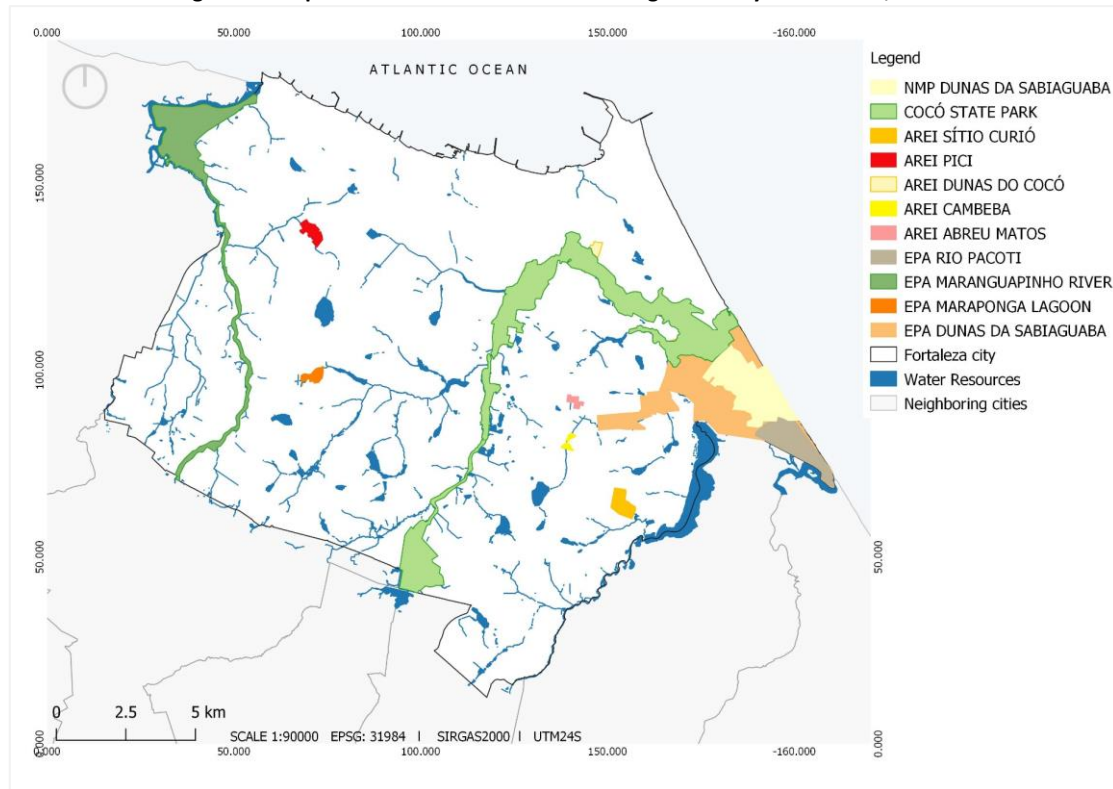 0.000 50.000 100.000 150.000 -160.000
ATLANTIC OCEAN
Legend
NMP DUNAS DA SABIAGUABA
COCÓ STATE PARK
AREI SÍTIO CURIÓ
AREI PICI
AREI DUNAS DO COCÓ
AREI CAMBEBA
AREI ABREU MATOS
EPA RIO PACOTI
EPA MARANGUAPINHO RIVER
EPA MARAPONGA LAGOON
EPA DUNAS DA SABIAGUABA
Fortaleza city
Water Resources
Neighboring cities
150.000
100.000
50.000
50.000
0 2.5 5 km
SCALE 1:90000 EPSG: 31984 | SIRGAS2000 | UTM24S
0.000
0.000
0.000 50.000 100.000 150.000 -160.000